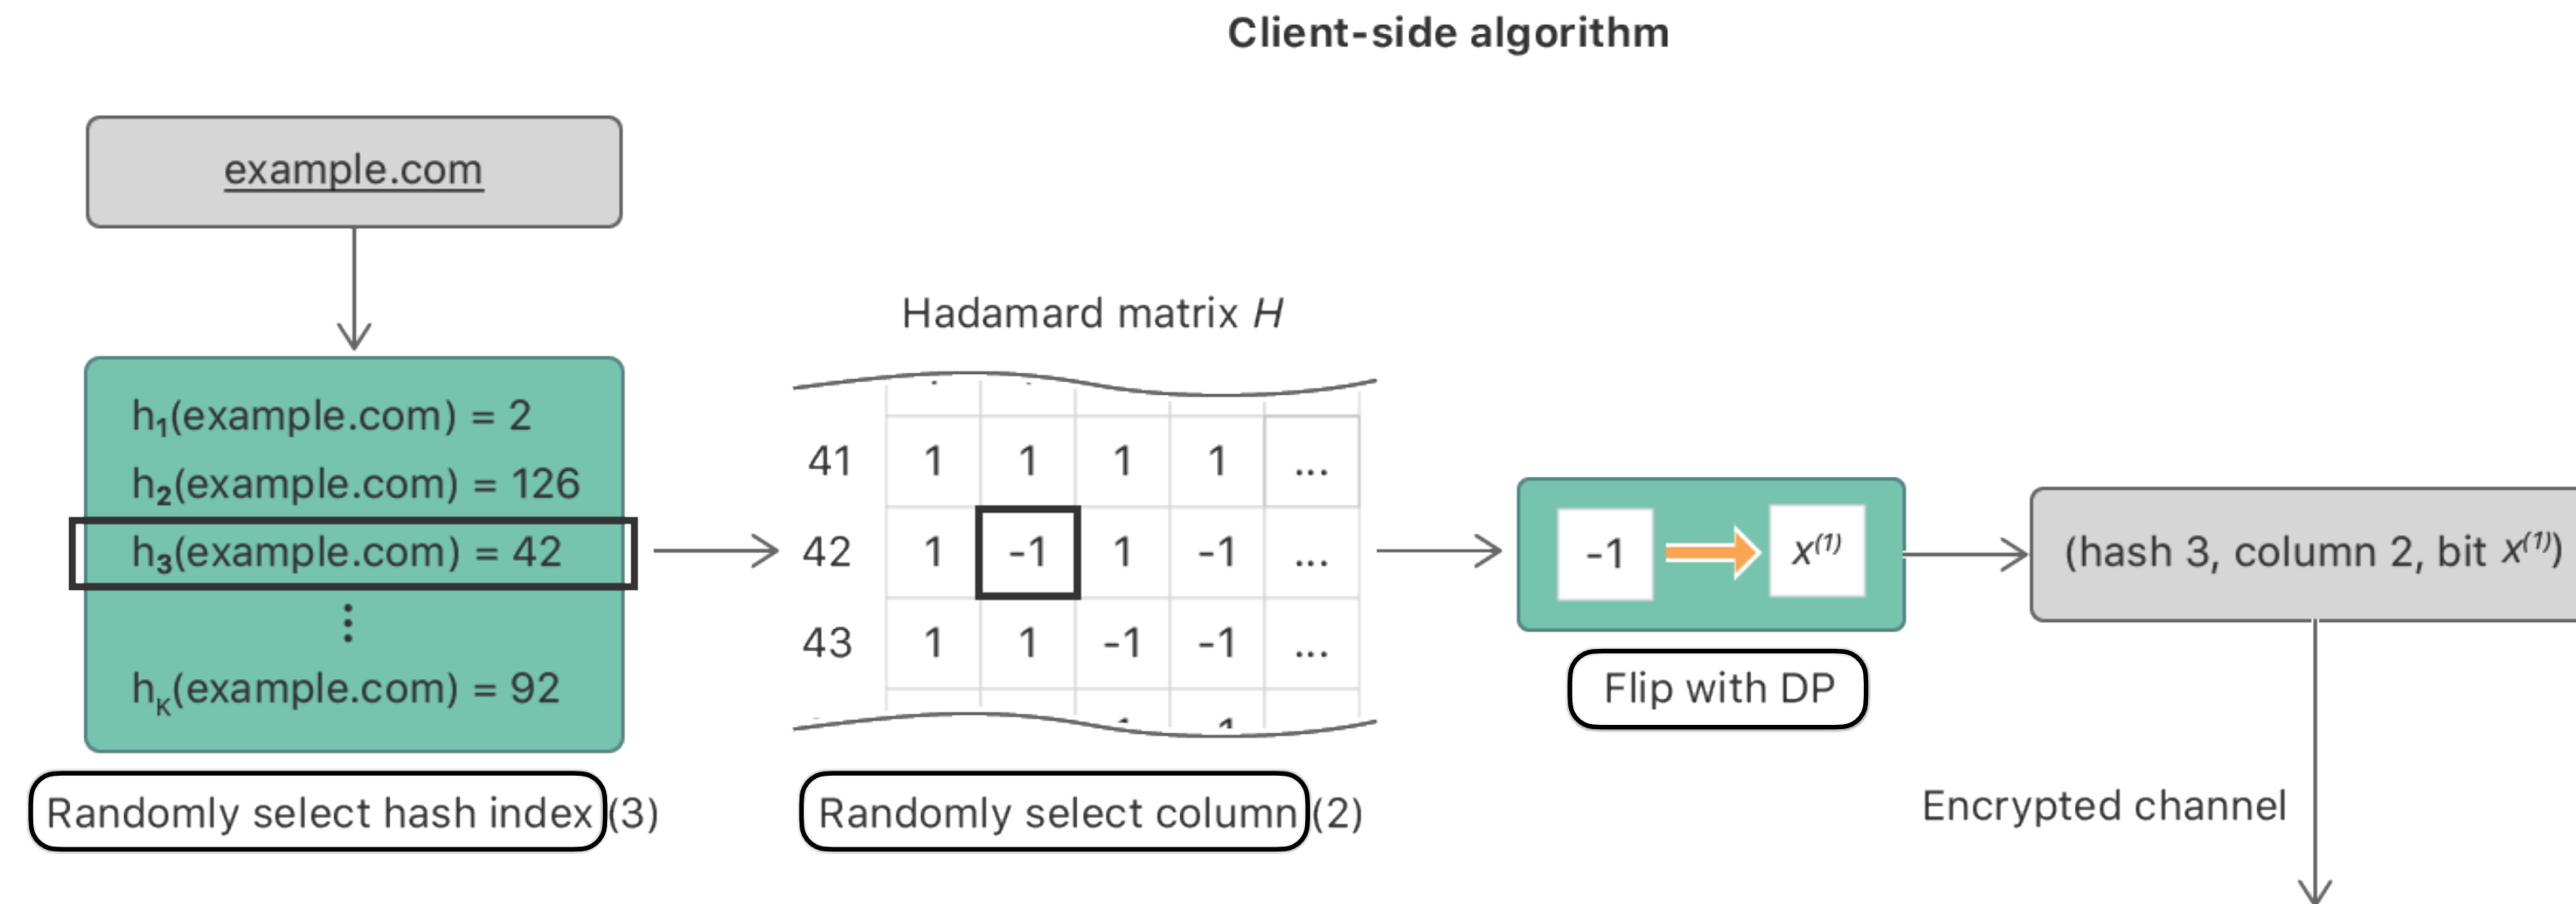 Client-side algorithm
example.com
h₁(example.com) = 2
h₂(example.com) = 126
h₃(example.com) = 42
⋮
h_K(example.com) = 92
Randomly select hash index (3)
Hadamard matrix H
41 1 1 1 1 ...
42 1 -1 1 -1 ...
43 1 1 -1 -1 ...
Randomly select column (2)
-1 x⁽¹⁾
Flip with DP
(hash 3, column 2, bit x⁽¹⁾)
Encrypted channel